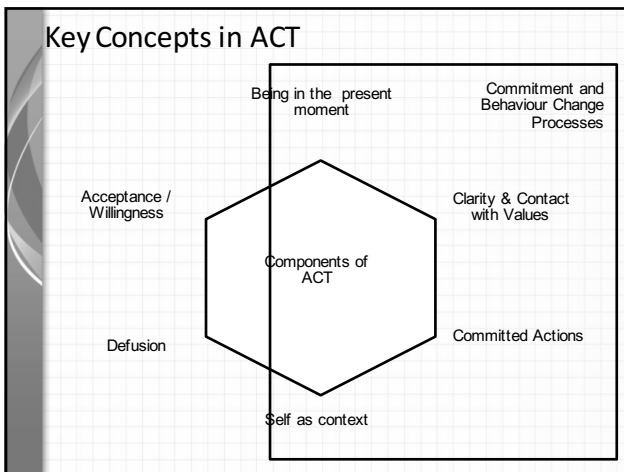 Key Concepts in ACT
Being in the present
moment
Commitment and
Behaviour Change
Processes
Acceptance /
Willingness
Clarity & Contact
with Values
Components of
ACT
Defusion
Committed Actions
Self as context